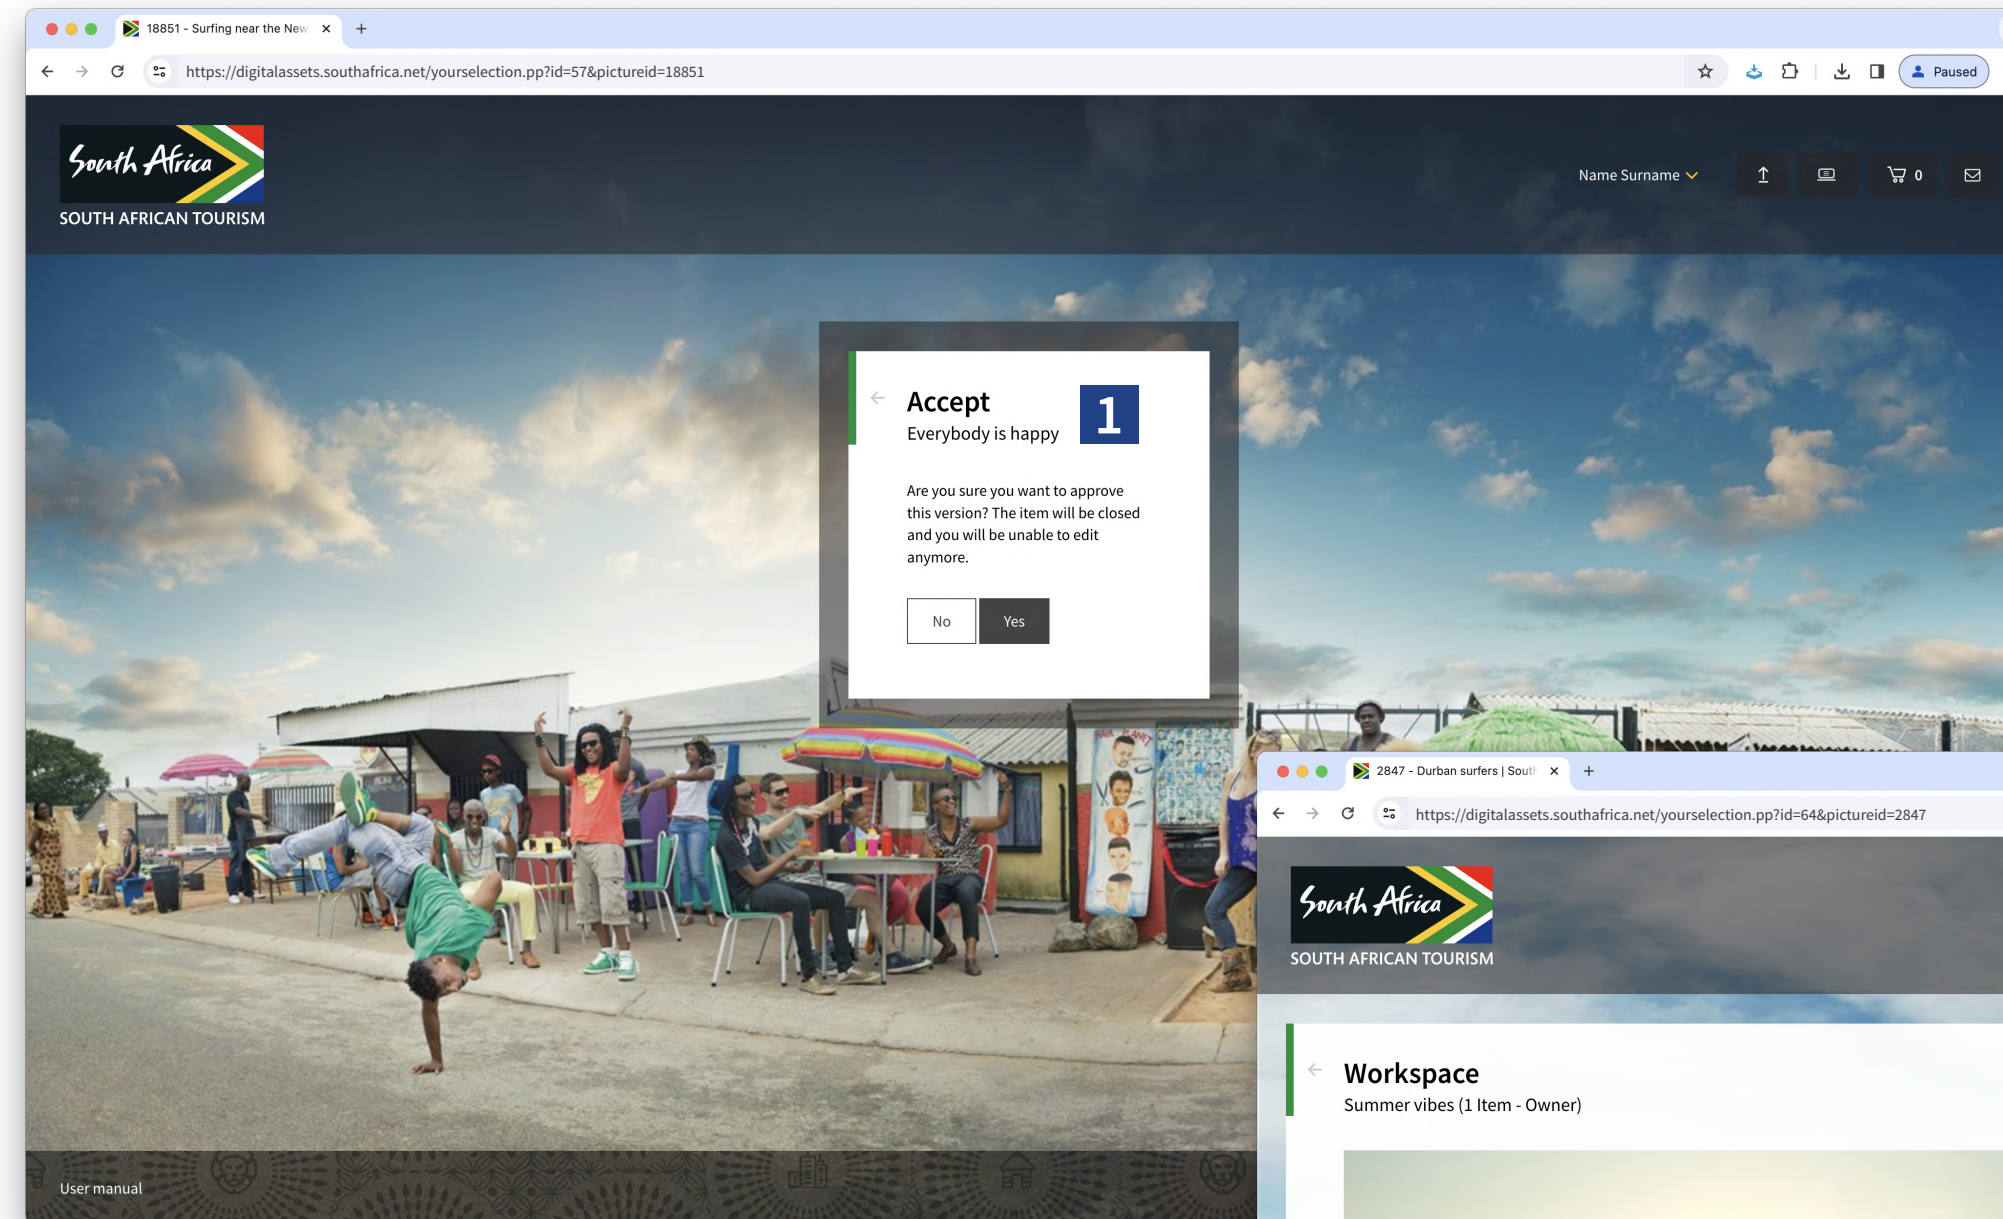 18851 - Surfing near the New
https://digitalassets.southafrica.net/yourselection.pp?id=57&pictureid=18851
Paused
South Africa
SOUTH AFRICAN TOURISM
Name Surname
0
Accept
Everybody is happy
1
Are you sure you want to approve
this version? The item will be closed
and you will be unable to edit
anymore.
No
Yes
HAIR PLANET
2847 - Durban surfers | South
https://digitalassets.southafrica.net/yourselection.pp?id=64&pictureid=2847
South Africa
SOUTH AFRICAN TOURISM
Workspace
Summer vibes (1 Item - Owner)
User manual